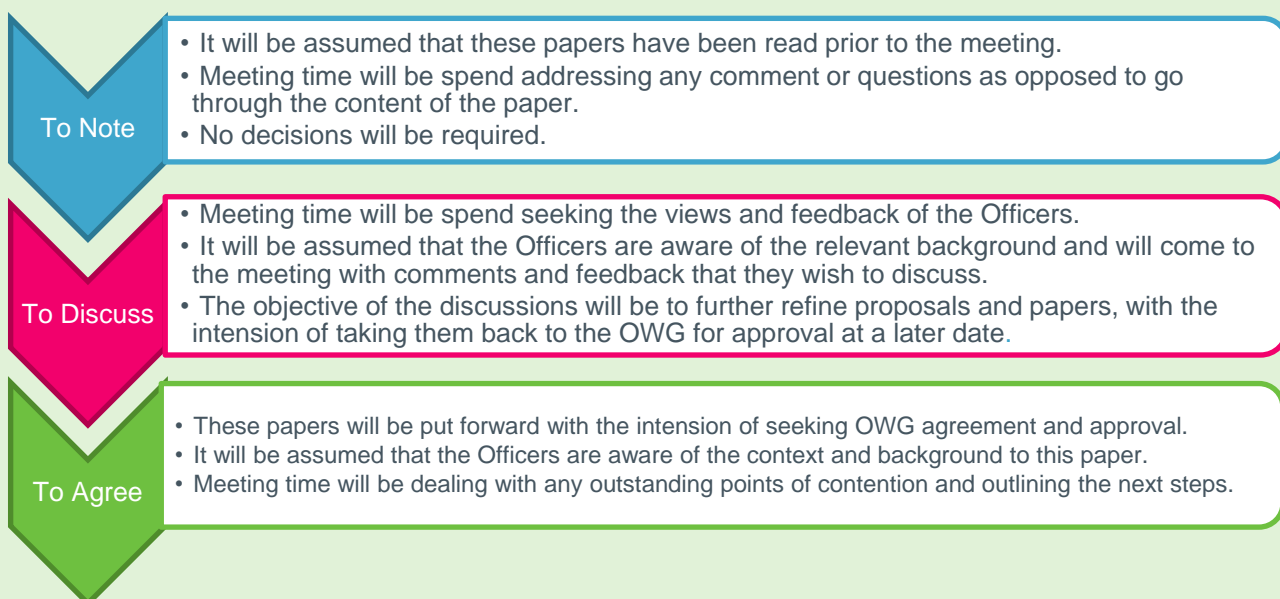 To Note
• It will be assumed that these papers have been read prior to the meeting.
• Meeting time will be spend addressing any comment or questions as opposed to go
through the content of the paper.
• No decisions will be required.
To Discuss
• Meeting time will be spend seeking the views and feedback of the Officers.
• It will be assumed that the Officers are aware of the relevant background and will come to
the meeting with comments and feedback that they wish to discuss.
• The objective of the discussions will be to further refine proposals and papers, with the
intension of taking them back to the OWG for approval at a later date.
To Agree
• These papers will be put forward with the intension of seeking OWG agreement and approval.
• It will be assumed that the Officers are aware of the context and background to this paper.
• Meeting time will be dealing with any outstanding points of contention and outlining the next steps.